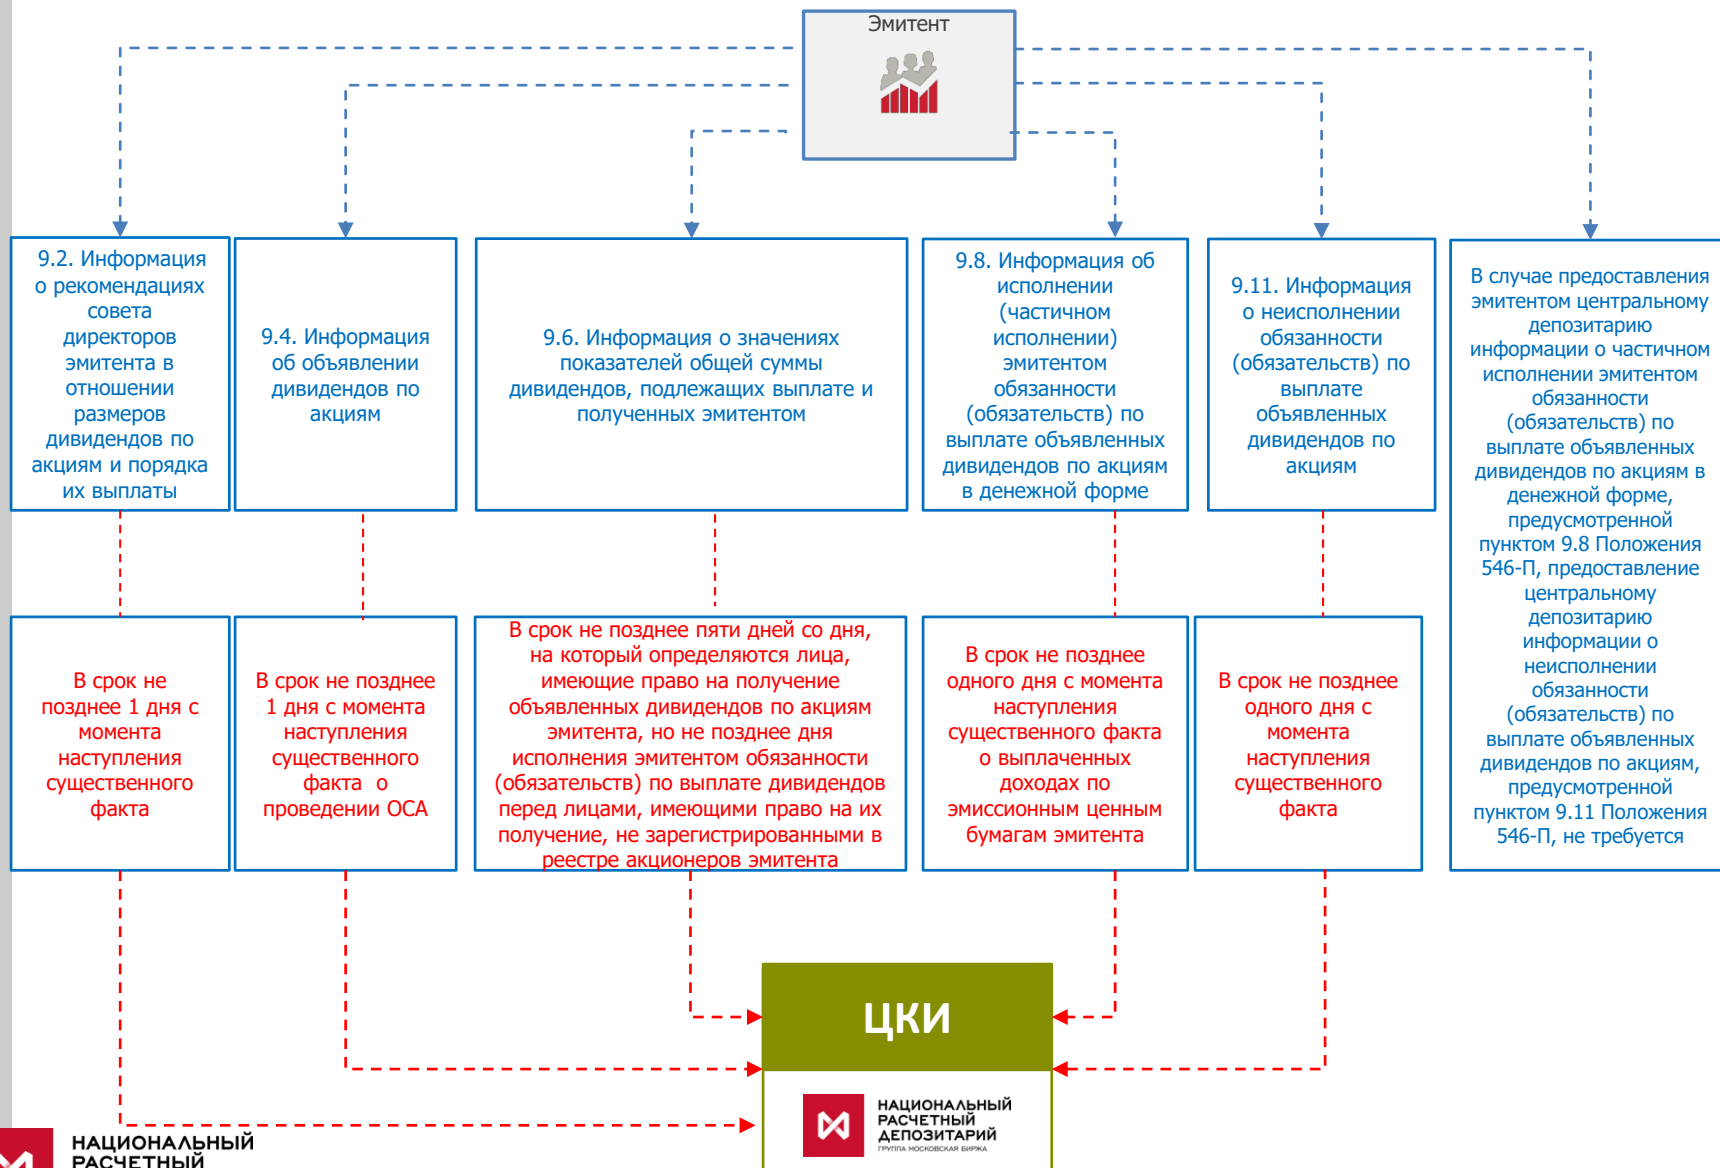 Эмитент
9.2. Информация
о рекомендациях
совета
директоров
эмитента в
отношении
размеров
дивидендов по
акциям и порядка
их выплаты
9.4. Информация
об объявлении
дивидендов по
акциям
9.6. Информация о значениях
показателей общей суммы
дивидендов, подлежащих выплате и
полученных эмитентом
9.8. Информация об
исполнении
(частичном
исполнении)
эмитентом
обязанности
(обязательств) по
выплате объявленных
дивидендов по акциям
в денежной форме
9.11. Информация
о неисполнении
обязанности
(обязательств) по
выплате
объявленных
дивидендов по
акциям
В случае предоставления
эмитентом центральному
депозитарию
информации о частичном
исполнении эмитентом
обязанности
(обязательств) по
выплате объявленных
дивидендов по акциям в
денежной форме,
предусмотренной
пунктом 9.8 Положения
546-П, предоставление
центральному
депозитарию
информации о
неисполнении
обязанности
(обязательств) по
выплате объявленных
дивидендов по акциям,
предусмотренной
пунктом 9.11 Положения
546-П, не требуется
В срок не
позднее 1 дня с
момента
наступления
существенного
факта
В срок не позднее
1 дня с момента
наступления
существенного
факта о
проведении ОСА
В срок не позднее пяти дней со дня,
на который определяются лица,
имеющие право на получение
объявленных дивидендов по акциям
эмитента, но не позднее дня
исполнения эмитентом обязанности
(обязательств) по выплате дивидендов
перед лицами, имеющими право на их
получение, не зарегистрированными в
реестре акционеров эмитента
В срок не позднее
одного дня с момента
наступления
существенного факта
о выплаченных
доходах по
эмиссионным ценным
бумагам эмитента
В срок не позднее
одного дня с
момента
наступления
существенного
факта
ЦКИ
НАЦИОНАЛЬНЫЙ
РАСЧЕТНЫЙ
ДЕПОЗИТАРИЙ
ГРУППА МОСКОВСКАЯ БИРЖА
НАЦИОНАЛЬНЫЙ
РАСЧЕТНЫЙ